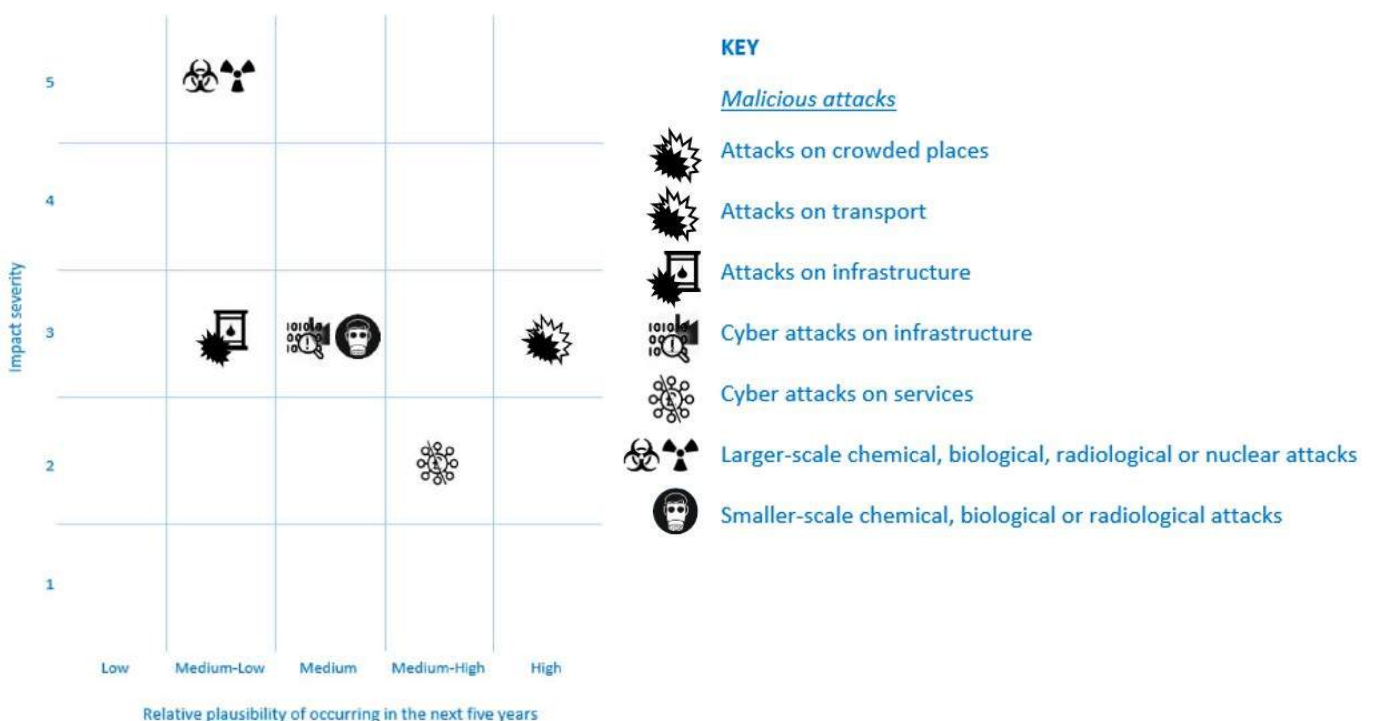 5
4
3
2
1
Impact severity
Low Medium-Low Medium Medium-High High
Relative plausibility of occurring in the next five years
KEY
Malicious attacks
Attacks on crowded places
Attacks on transport
Attacks on infrastructure
Cyber attacks on infrastructure
Cyber attacks on services
Larger-scale chemical, biological, radiological or nuclear attacks
Smaller-scale chemical, biological or radiological attacks